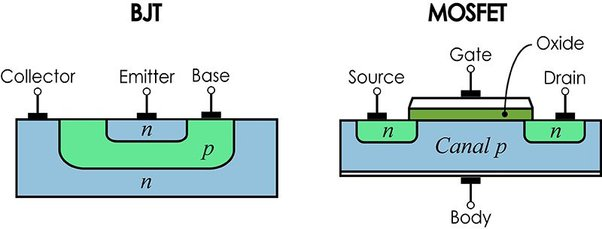 BJT
Collector
Emitter
Base
n
p
n
MOSFET
Gate
Oxide
Source
Drain
n
n
Canal p
Body